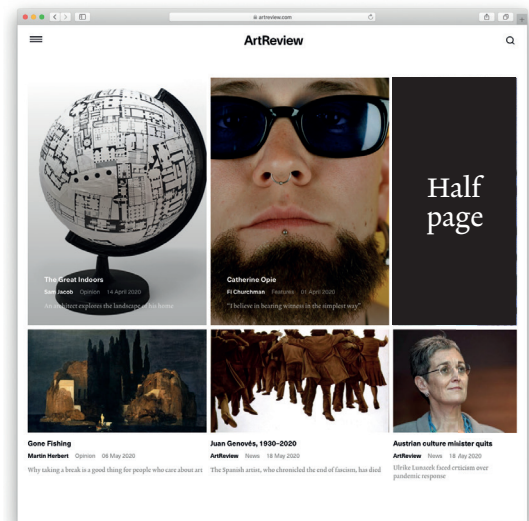 artreview.com
ArtReview
The Great Indoors
Sam Jacob Opinion 14 April 2020
An architect explores the landscape of his home
Catherine Opie
Fi Churchman Features 01 April 2020
"I believe in bearing witness in the simplest way"
Half
page
Gone Fishing
Martin Herbert Opinion 06 May 2020
Why taking a break is a good thing for people who care about art
Juan Genovés, 1930–2020
ArtReview News 18 May 2020
The Spanish artist, who chronicled the end of fascism, has died
Austrian culture minister quits
ArtReview News 18 May 2020
Ulrike Lunacek faced crticism over
pandemic response